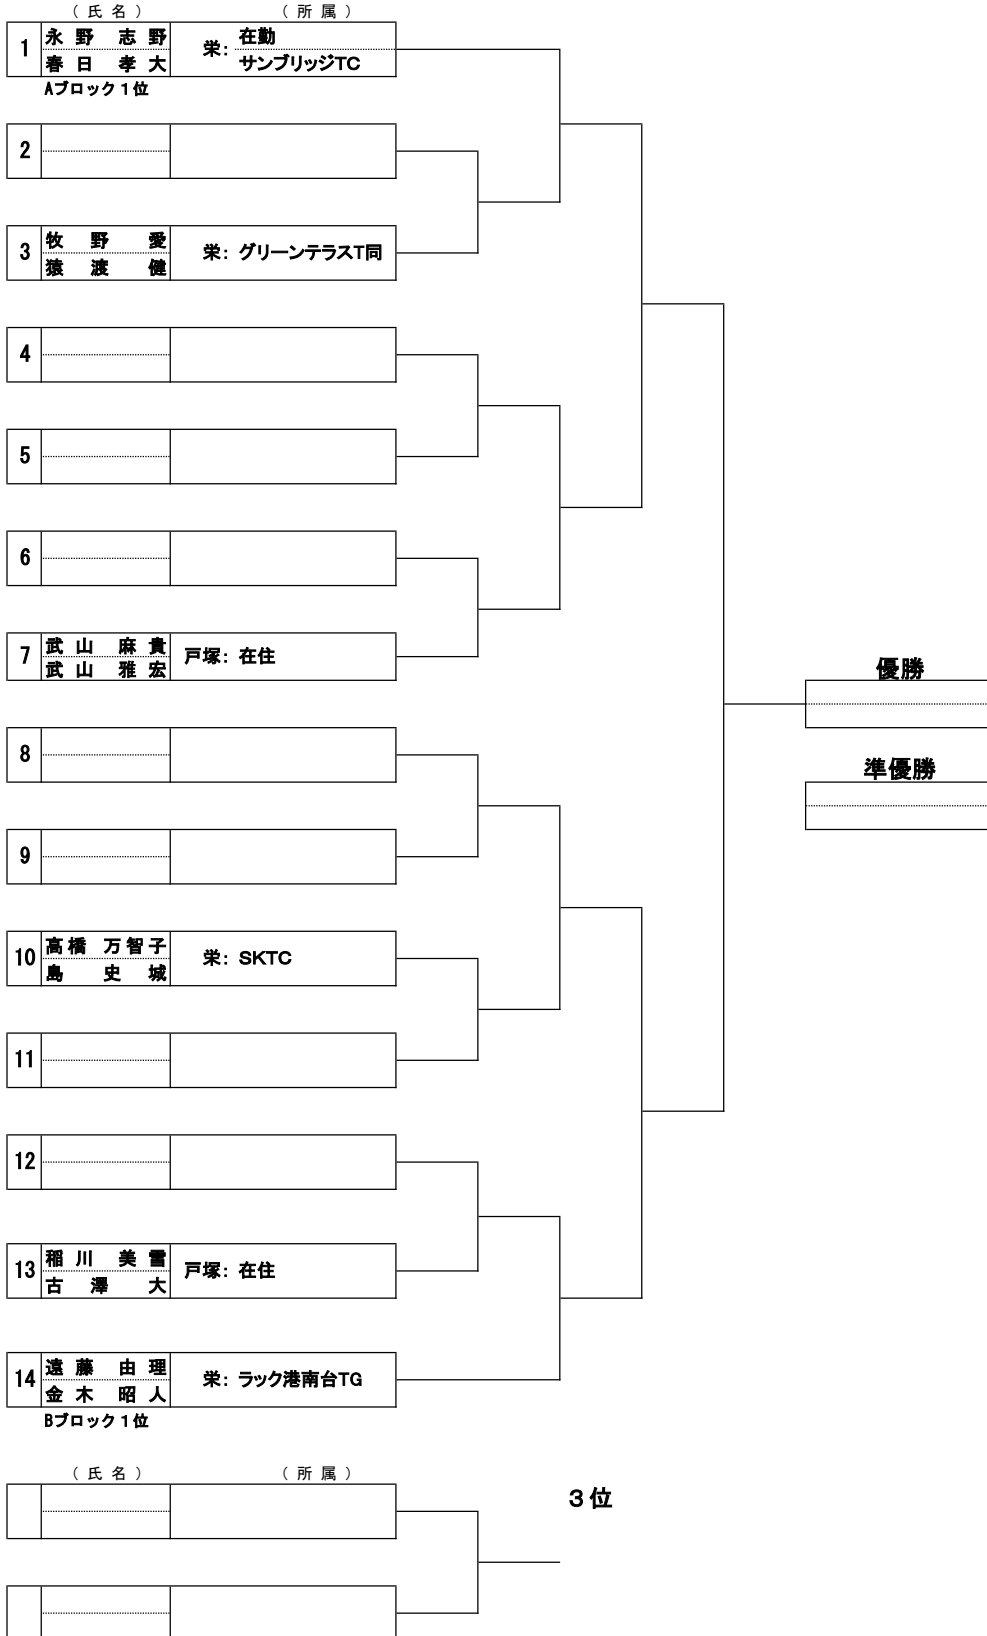 （ 氏 名 ） （ 所 属 ）
1 永 野 志 野 栄： 在勤
春 日 孝 大 サンブリッジTC
Aブロック１位
2
3 牧 野 愛 栄： グリーンテラスT同
猿 渡 健
4
5
6
7 武 山 麻 貴 戸塚： 在住
武 山 雅 宏
優勝
8
準優勝
9
10 高橋 万智子 栄： SKTC
島 史 城
11
12
13 稲 川 美 雪 戸塚： 在住
古 澤 大
14 遠 藤 由 理 栄： ラック港南台TG
金 木 昭 人
Bブロック１位
（ 氏 名 ） （ 所 属 ）
３位